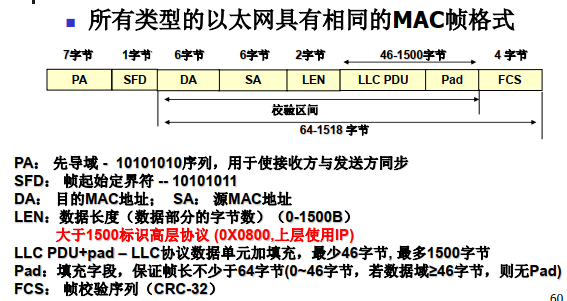 ■ 所有类型的以太网具有相同的MAC帧格式
7字节 1字节 6字节 6字节 2字节 46-1500字节 4 字节
PA SFD DA SA LEN LLC PDU Pad FCS
校验区间
64-1518 字节
PA： 先导域 - 10101010序列，用于使接收方与发送方同步
SFD： 帧起始定界符 -- 10101011
DA： 目的MAC地址； SA： 源MAC地址
LEN：数据长度（数据部分的字节数）（0-1500B）
大于1500标识高层协议 (0X0800,上层使用IP)
LLC PDU+pad – LLC协议数据单元加填充，最少46字节, 最多1500字节
Pad：填充字段，保证帧长不少于64字节(0~46字节，若数据域≥46字节，则无Pad)
FCS： 帧校验序列（CRC-32）
60